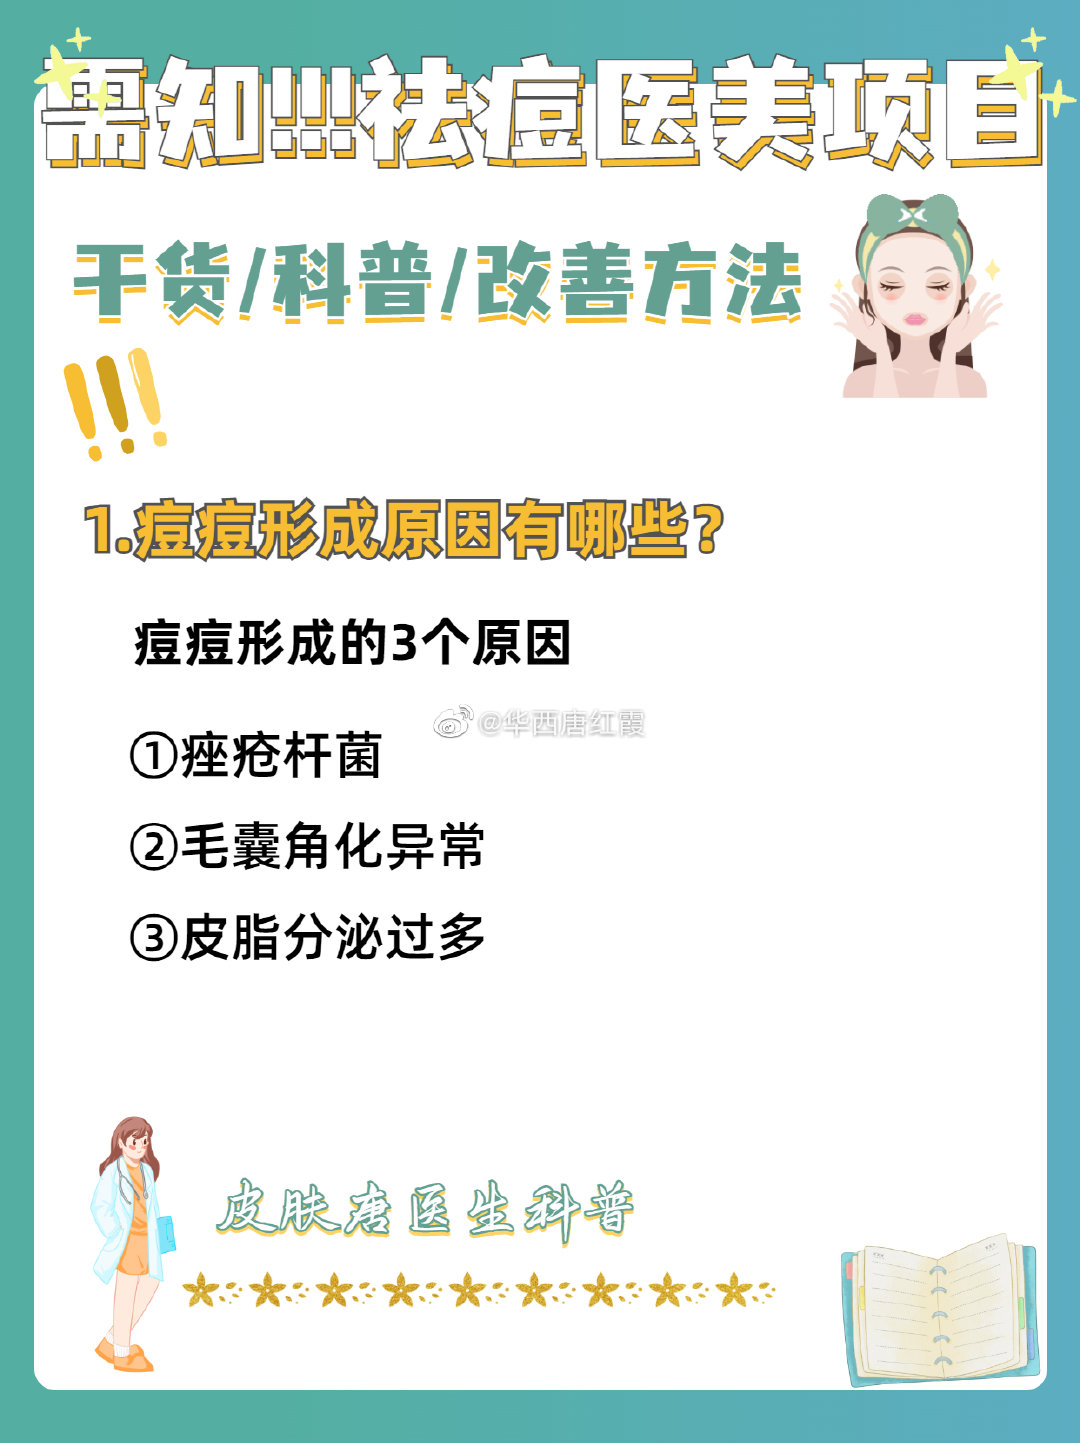 需知!!!祛痘医美项目
干货/科普/改善方法
1.痘痘形成原因有哪些?
痘痘形成的3个原因
@华西唐红霞
①痤疮杆菌
②毛囊角化异常
③皮脂分泌过多
皮肤唐医生科普